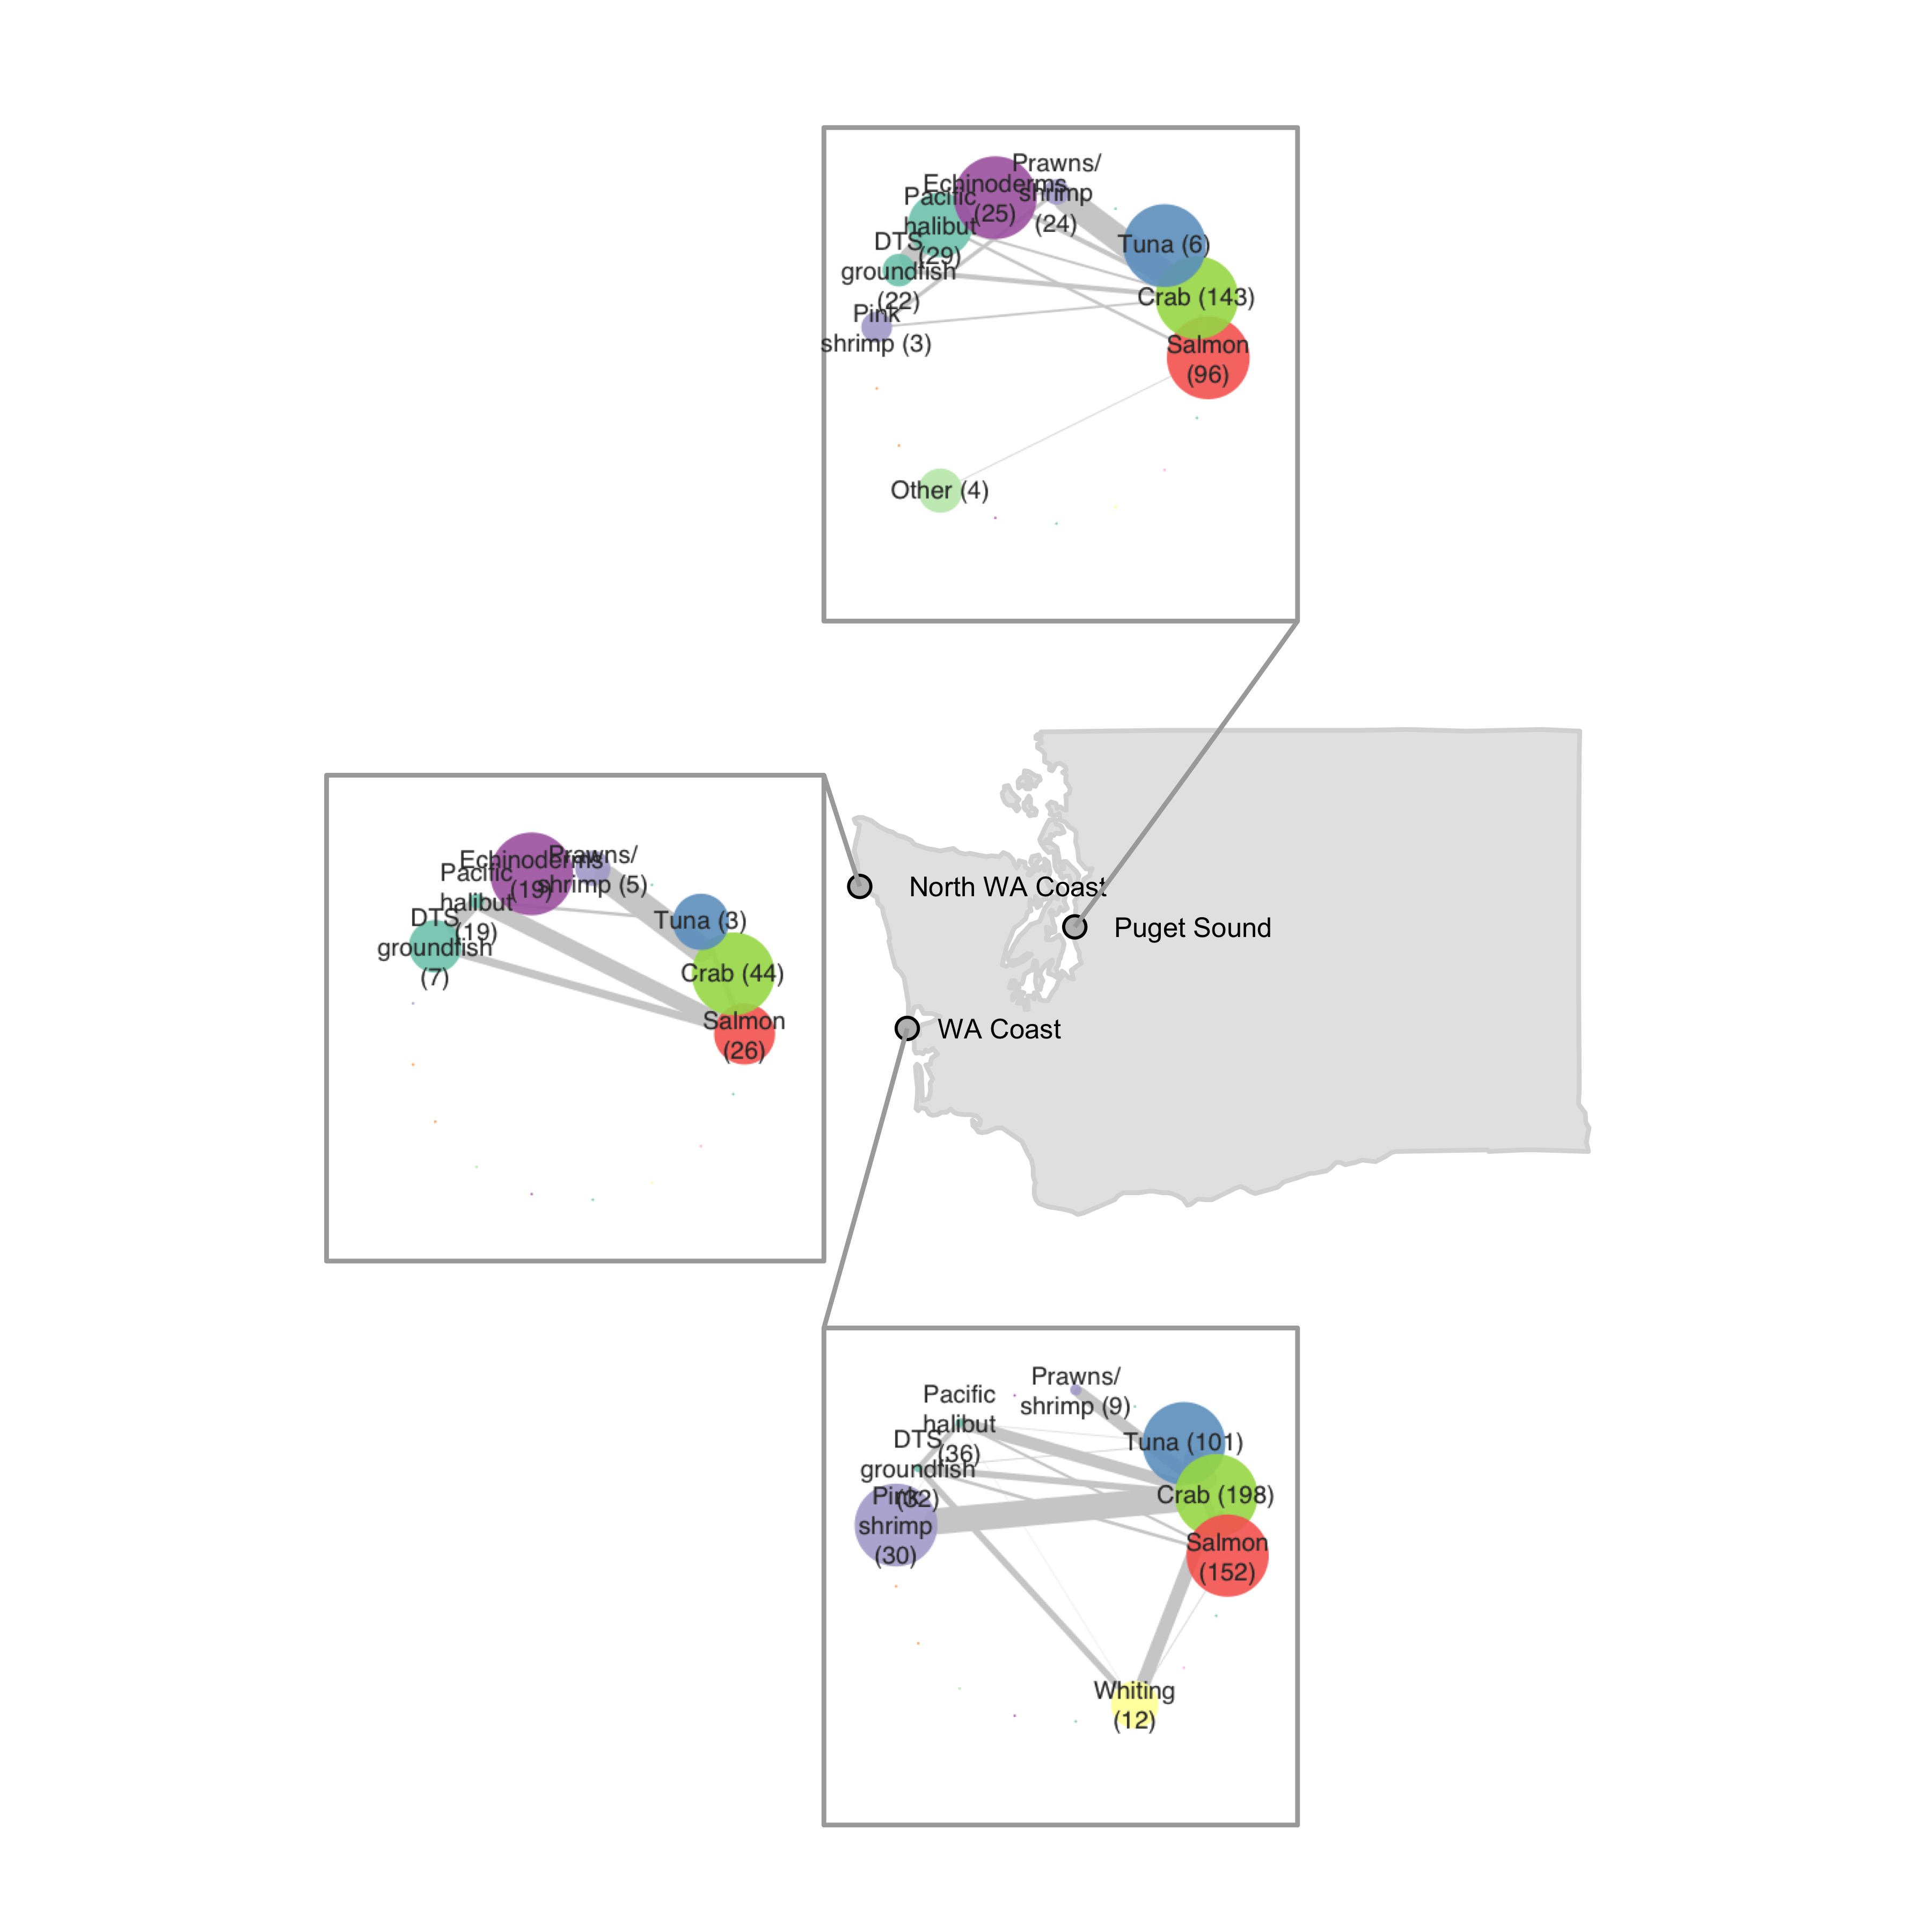 Prawns/
shrimp
(24)
Echinoderms
(25)
Pacific
halibut
(29)
DTS
groundfish
(22)
Pink
shrimp (3)
Tuna (6)
Crab (143)
Salmon
(96)
Other (4)
Echinoderms
(19)
Prawns/
shrimp (5)
Pacific
halibut
(19)
DTS
groundfish
(7)
Tuna (3)
Crab (44)
Salmon
(26)
North WA Coast
Puget Sound
WA Coast
Prawns/
shrimp (9)
Pacific
halibut
(36)
DTS
groundfish
(32)
Pink
shrimp
(30)
Tuna (101)
Crab (198)
Salmon
(152)
Whiting
(12)